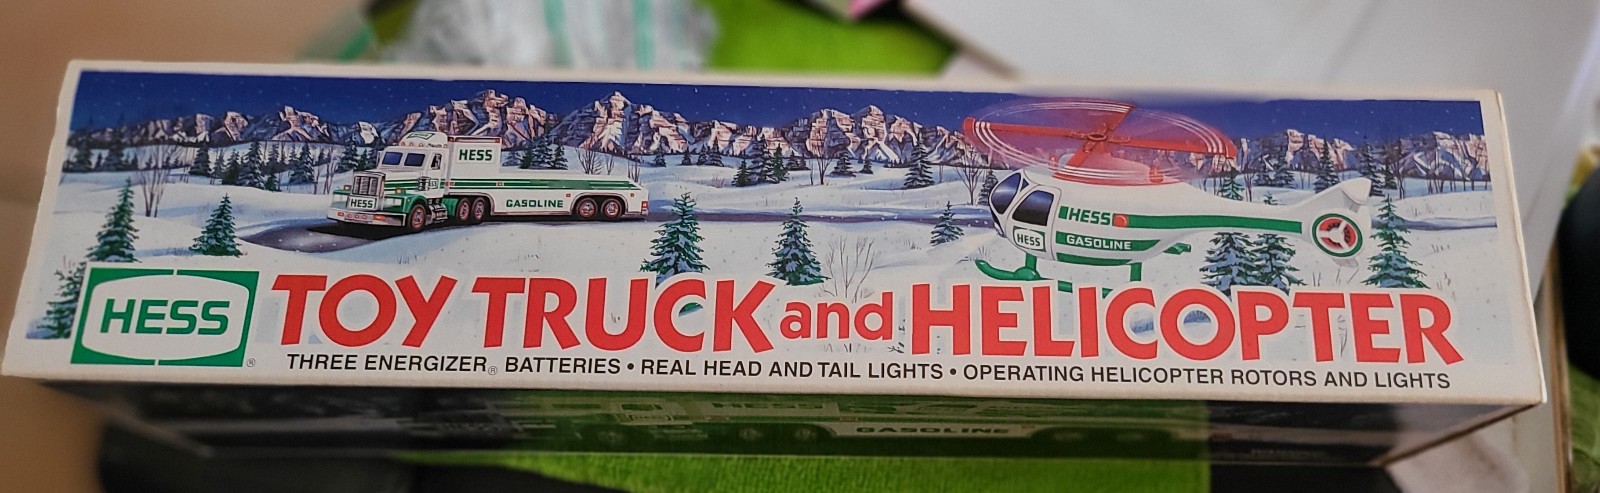 HESS
GASOLINE
HESS
HESS
GASOLINE
HESS
HESS
TOY TRUCK and HELICOPTER
®
THREE ENERGIZER® BATTERIES • REAL HEAD AND TAIL LIGHTS • OPERATING HELICOPTER ROTORS AND LIGHTS
HESS
GASOLINE